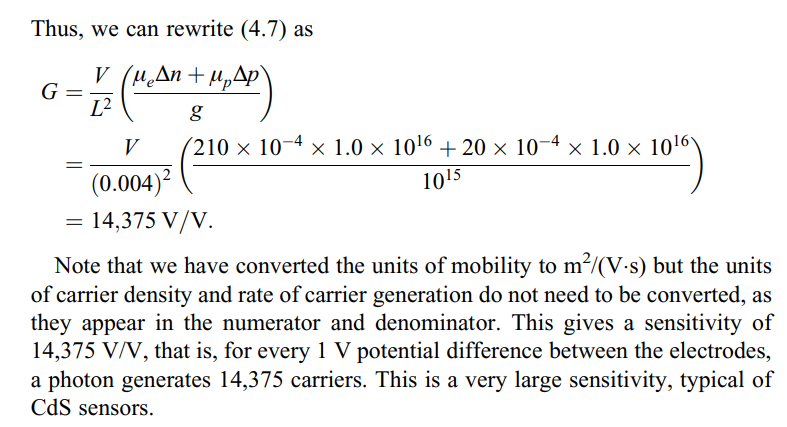 Thus, we can rewrite (4.7) as
G = V/L² (μₑΔn + μₚΔp / g)
= V/(0.004)² (210 × 10⁻⁴ × 1.0 × 10¹⁶ + 20 × 10⁻⁴ × 1.0 × 10¹⁶ / 10¹⁵)
= 14,375 V/V.
Note that we have converted the units of mobility to m²/(V·s) but the units
of carrier density and rate of carrier generation do not need to be converted, as
they appear in the numerator and denominator. This gives a sensitivity of
14,375 V/V, that is, for every 1 V potential difference between the electrodes,
a photon generates 14,375 carriers. This is a very large sensitivity, typical of
CdS sensors.